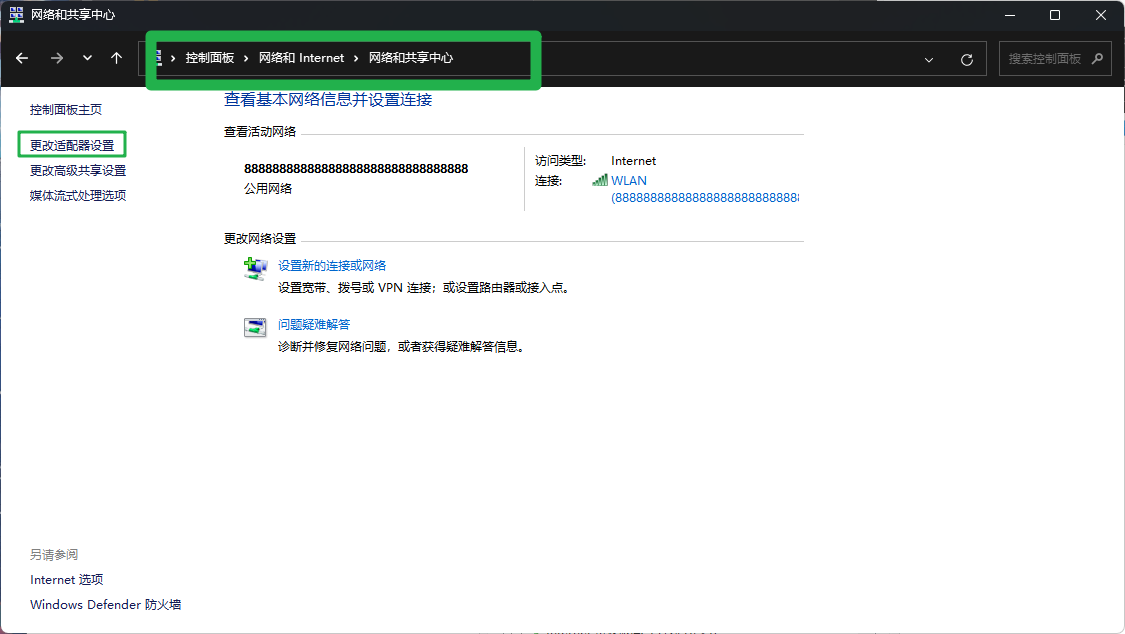 网络和共享中心
控制面板 › 网络和 Internet › 网络和共享中心
搜索控制面板
控制面板主页
更改适配器设置
更改高级共享设置
媒体流式处理选项
查看基本网络信息并设置连接
查看活动网络
88888888888888888888888888888888
公用网络
访问类型: Internet
连接: WLAN
更改网络设置
设置新的连接或网络
设置宽带、拨号或 VPN 连接；或设置路由器或接入点。
问题疑难解答
诊断并修复网络问题，或者获得疑难解答信息。
另请参阅
Internet 选项
Windows Defender 防火墙